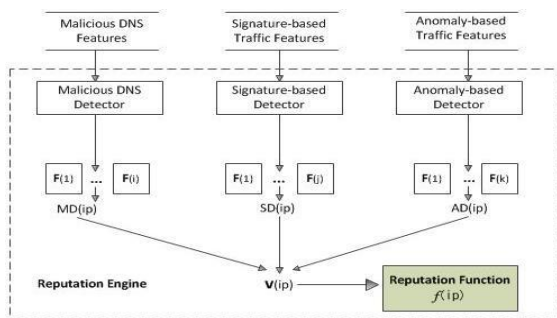 Malicious DNS
Features
Signature-based
Traffic Features
Anomaly-based
Traffic Features
Malicious DNS
Detector
Signature-based
Detector
Anomaly-based
Detector
F(1) ... F(i)
F(1) ... F(j)
F(1) ... F(k)
MD(ip)
SD(ip)
AD(ip)
Reputation Engine
V(ip)
Reputation Function
f(ip)